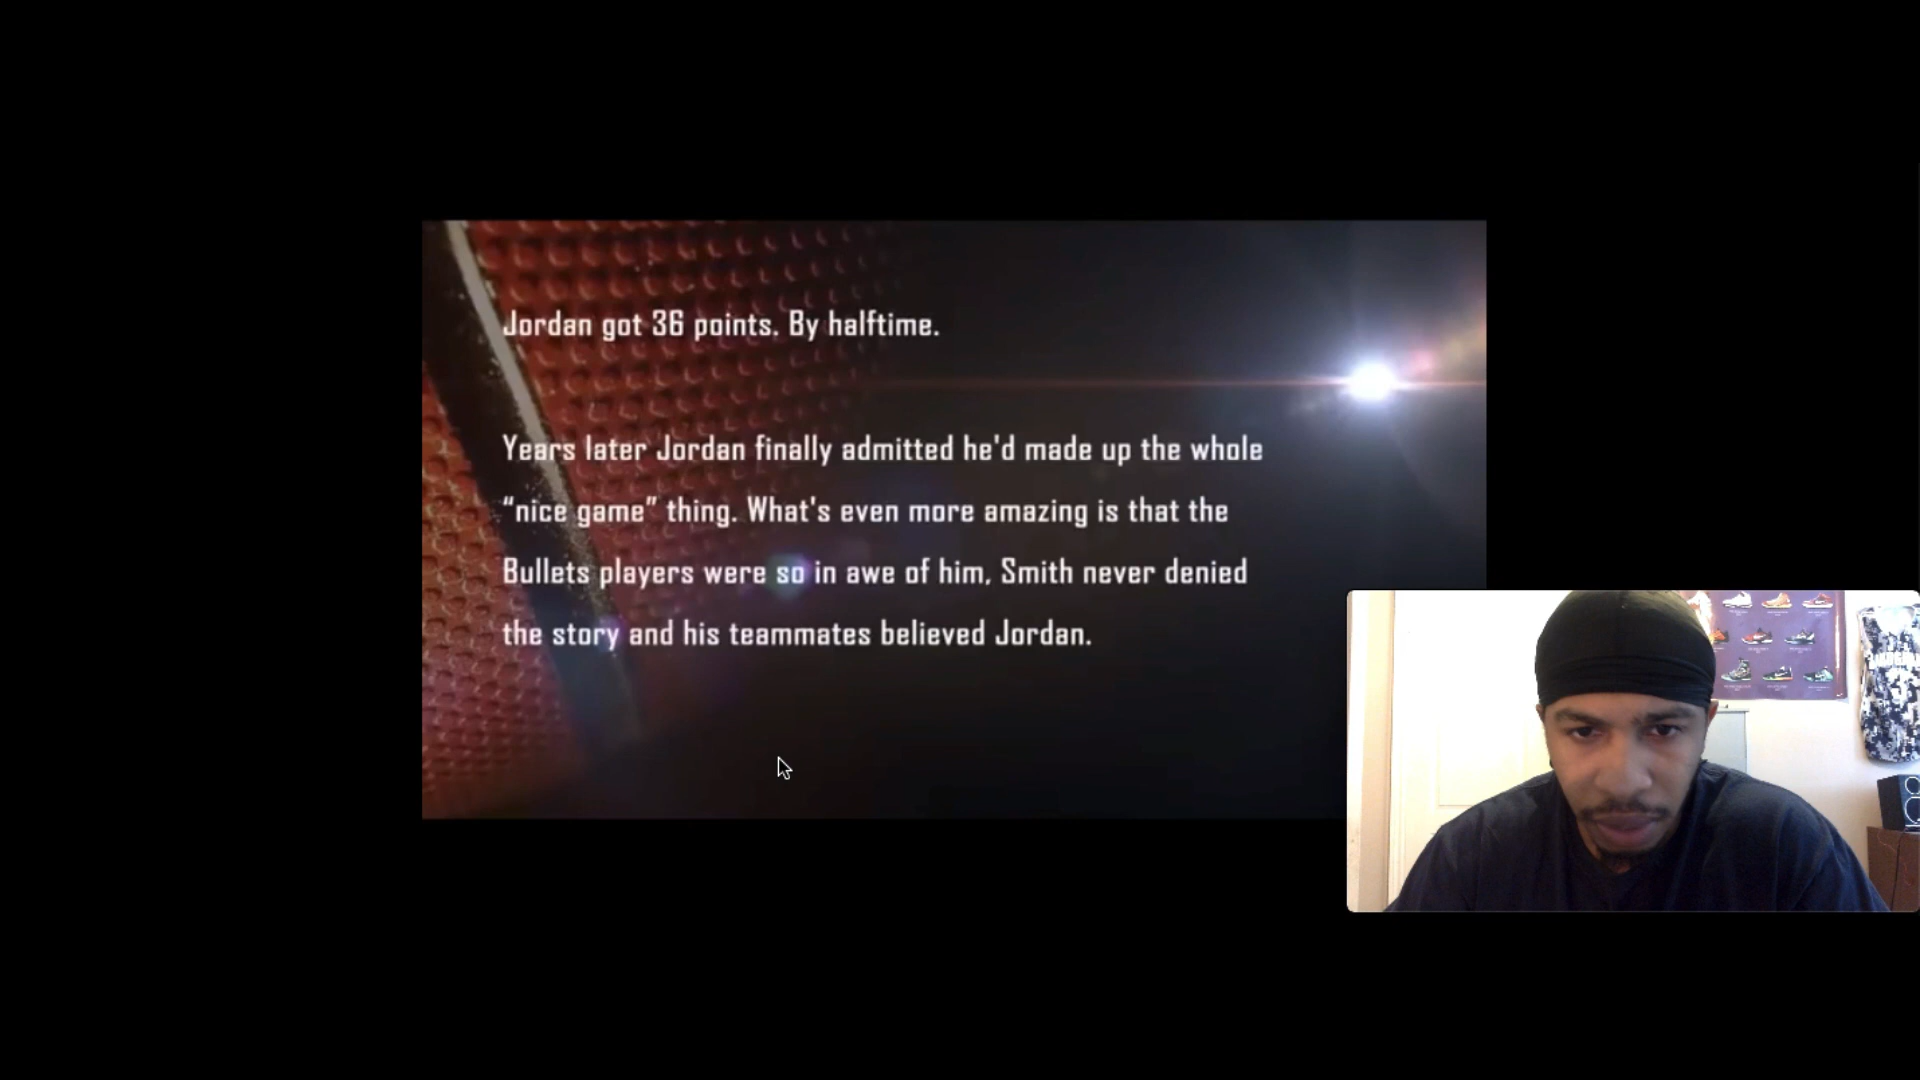 Jordan got 36 points. By halftime.
Years later Jordan finally admitted he'd made up the whole
“nice game” thing. What's even more amazing is that the
Bullets players were so in awe of him, Smith never denied
the story and his teammates believed Jordan.